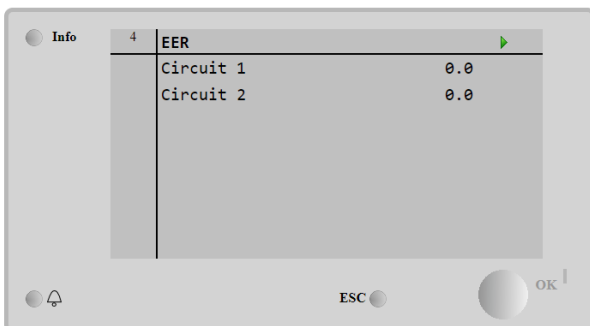 Info
4 EER
Circuit 1 0.0
Circuit 2 0.0
ESC
OK